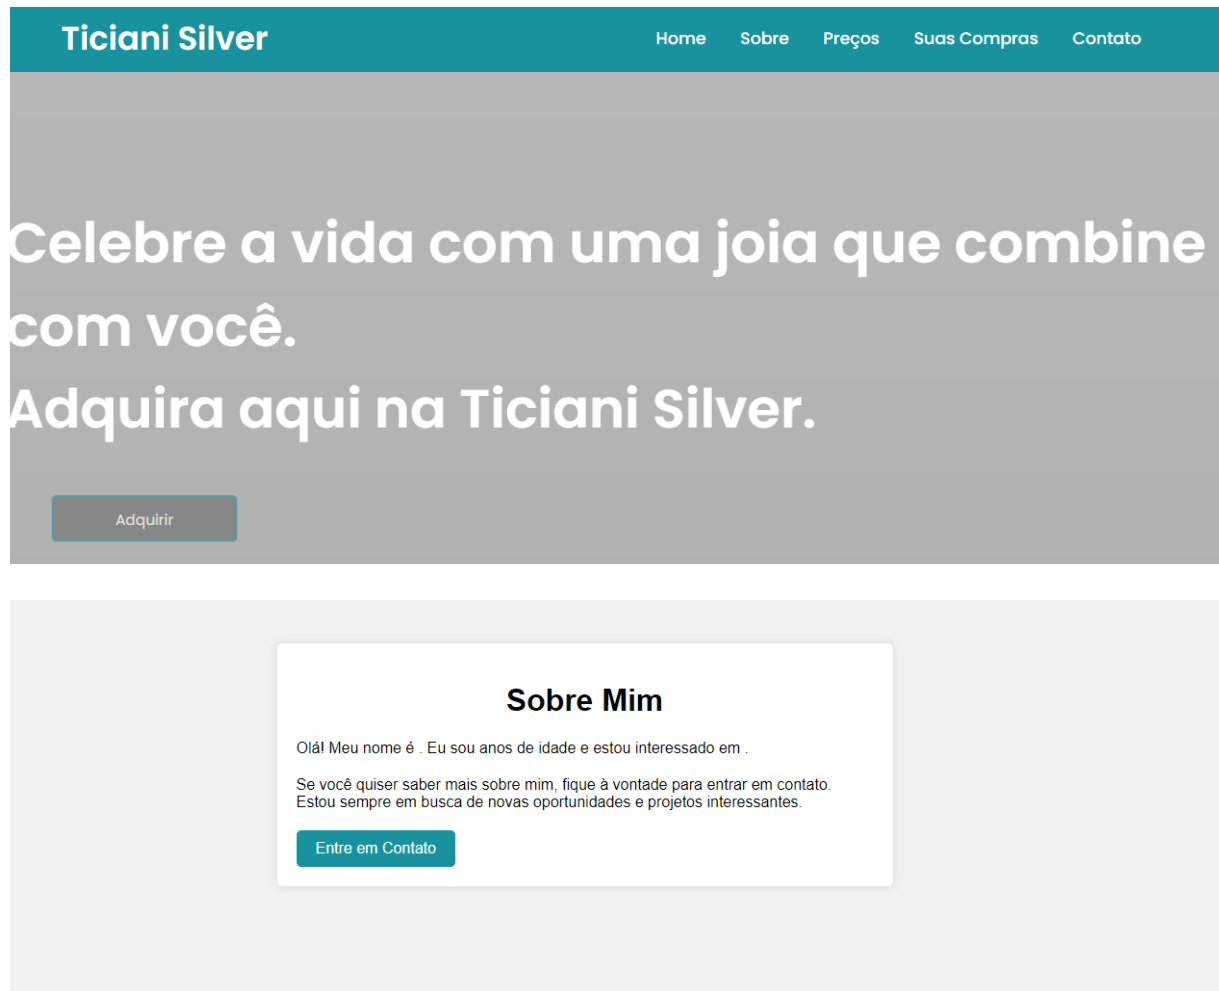 Ticiani Silver
Home Sobre Preços Suas Compras Contato
Celebre a vida com uma joia que combine
com você.
Adquira aqui na Ticiani Silver.
Adquirir
Sobre Mim
Olá! Meu nome é . Eu sou anos de idade e estou interessado em .
Se você quiser saber mais sobre mim, fique à vontade para entrar em contato.
Estou sempre em busca de novas oportunidades e projetos interessantes.
Entre em Contato